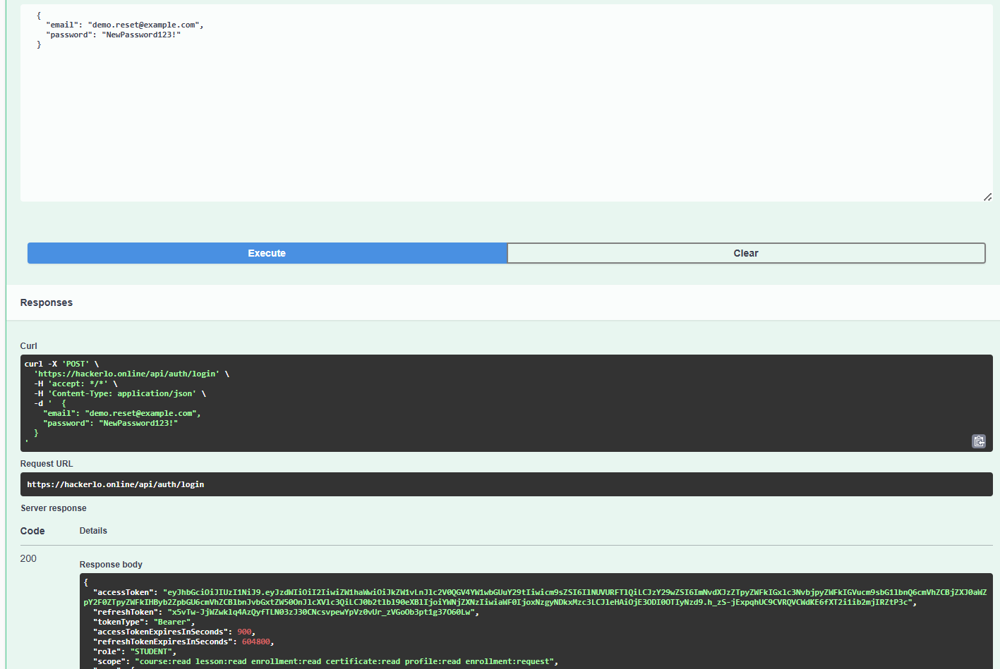 {
"email": "demo.reset@example.com",
"password": "NewPassword123!"
}
Execute
Clear
Responses
Curl
curl -X 'POST' \
'https://hackerlo.online/api/auth/login' \
-H 'accept: */*' \
-H 'Content-Type: application/json' \
-d ' {
"email": "demo.reset@example.com",
"password": "NewPassword123!"
}
'
Request URL
https://hackerlo.online/api/auth/login
Server response
Code Details
200
Response body
{
"accessToken":
"refreshToken":
"tokenType": "Bearer",
"accessTokenExpiresInSeconds": 900,
"refreshTokenExpiresInSeconds": 604800,
"role": "STUDENT",
"scope": "course:read lesson:read enrollment:read certificate:read profile:read enrollment:request",